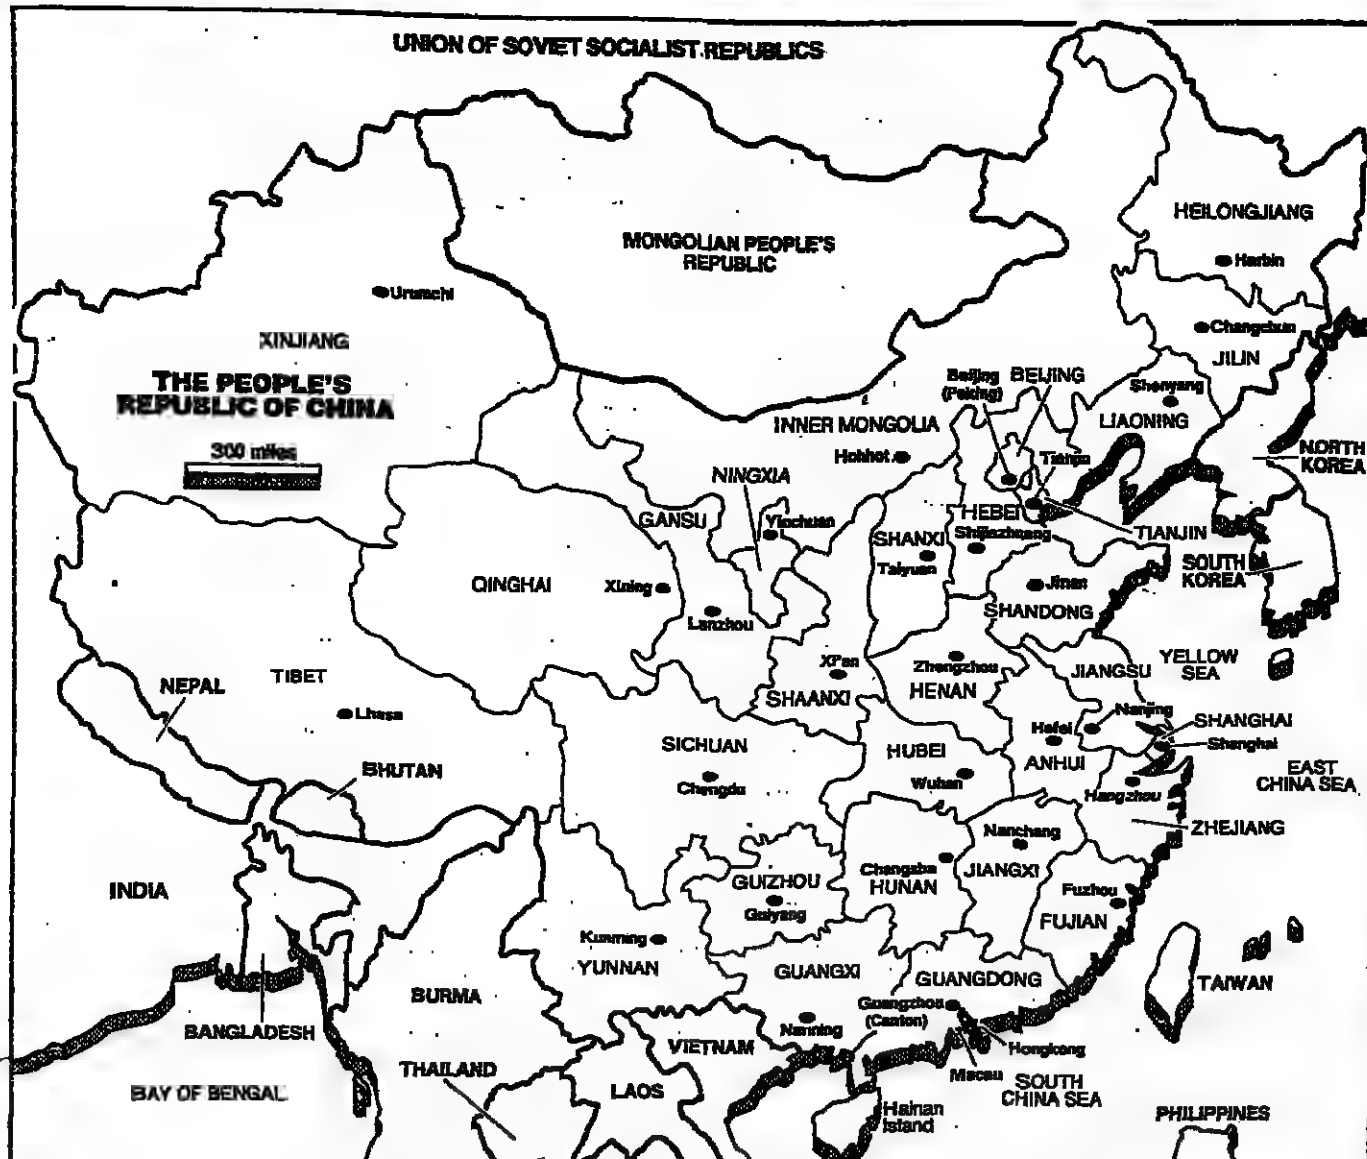 UNION OF SOVIET SOCIALIST REPUBLICS
HEILONGJIANG
MONGOLIAN PEOPLE'S
REPUBLIC
Harbin
Urumchi
Changchun
XINJIANG
JILIN
THE PEOPLE'S
REPUBLIC OF CHINA
Beijing
(Peking)
BEIJING
Shenyang
LIAONING
INNER MONGOLIA
300 miles
Hohhot
Tianjin
NORTH
KOREA
NINGXIA
GANSU
Yinchuan
HEBEI
SHANXI
Shijiazhuang
TIANJIN
Taiyuan
SOUTH
KOREA
QINGHAI
Xining
Jinan
Lanzhou
SHANDONG
Xi'an
Zhengzhou
JIANGSU
YELLOW
SEA
TIBET
NEPAL
SHAANXI
HENAN
Lhasa
Nanjing
SHANGHAI
Hefei
Shanghai
SICHUAN
HUBEI
ANHUI
BHUTAN
Chengdu
Wuhan
Hangzhou
EAST
CHINA SEA
Nanchang
ZHEJIANG
Changsha
HUNAN
JIANGXI
GUIZHOU
INDIA
Fuzhou
Guiyang
FUJIAN
Kunming
YUNNAN
GUANGXI
GUANGDONG
TAIWAN
BURMA
Guangzhou
(Canton)
Nanning
BANGLADESH
VIETNAM
Hongkong
THAILAND
Macau
LAOS
SOUTH
CHINA SEA
BAY OF BENGAL
Hainan
Island
PHILIPPINES